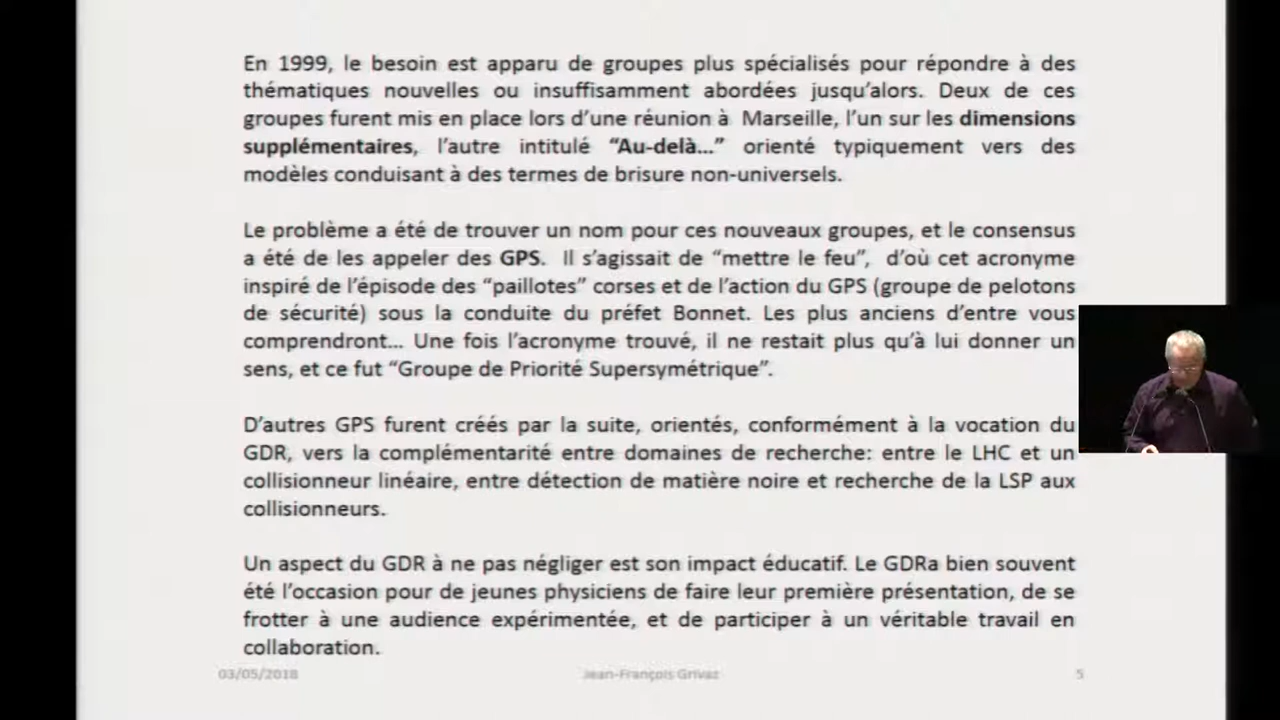 En 1999, le besoin est apparu de groupes plus spécialisés pour répondre à des
thématiques nouvelles ou insuffisamment abordées jusqu'alors. Deux de ces
groupes furent mis en place lors d'une réunion à Marseille, l'un sur les dimensions
supplémentaires, l'autre intitulé “Au-delà...” orienté typiquement vers des
modèles conduisant à des termes de brisure non-universels.
Le problème a été de trouver un nom pour ces nouveaux groupes, et le consensus
a été de les appeler des GPS. Il s'agissait de “mettre le feu”, d'où cet acronyme
inspiré de l'épisode des “paillotes” corses et de l'action du GPS (groupe de pelotons
de sécurité) sous la conduite du préfet Bonnet. Les plus anciens d'entre vous
comprendront... Une fois l'acronyme trouvé, il ne restait plus qu'à lui donner un
sens, et ce fut “Groupe de Priorité Supersymétrique”.
D'autres GPS furent créés par la suite, orientés, conformément à la vocation du
GDR, vers la complémentarité entre domaines de recherche: entre le LHC et un
collisionneur linéaire, entre détection de matière noire et recherche de la LSP aux
collisionneurs.
Un aspect du GDR à ne pas négliger est son impact éducatif. Le GDRa bien souvent
été l'occasion pour de jeunes physiciens de faire leur première présentation, de se
frotter à une audience expérimentée, et de participer à un véritable travail en
collaboration.
03/05/2018 Jean-François Grivaz 5